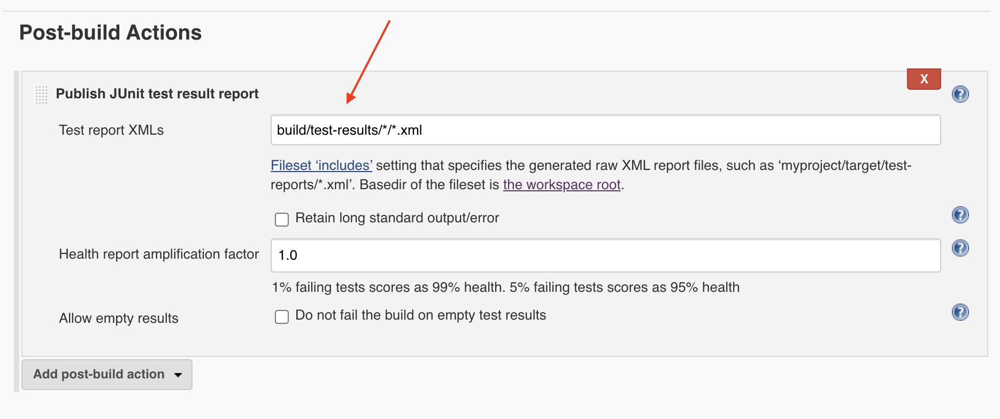 Post-build Actions
X
Publish JUnit test result report
?
Test report XMLs
build/test-results/*/*.xml
Fileset ‘includes’ setting that specifies the generated raw XML report files, such as ‘myproject/target/test-
reports/*.xml’. Basedir of the fileset is the workspace root.
Retain long standard output/error
?
Health report amplification factor
1.0
?
1% failing tests scores as 99% health. 5% failing tests scores as 95% health
Allow empty results
Do not fail the build on empty test results
?
Add post-build action